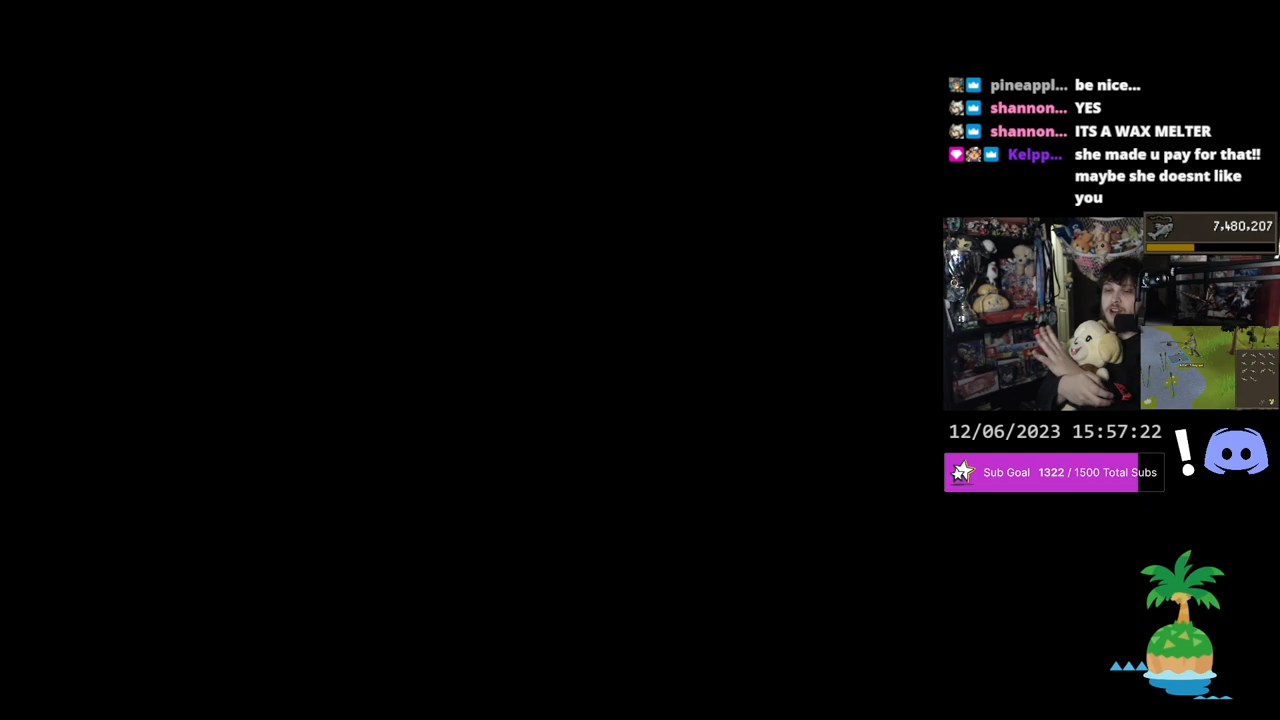 pineappl... be nice...
shannon... YES
shannon... ITS A WAX MELTER
Kelpp... she made u pay for that!!
maybe she doesnt like
you
7,480,207
12/06/2023 15:57:22
Sub Goal 1322 / 1500 Total Subs